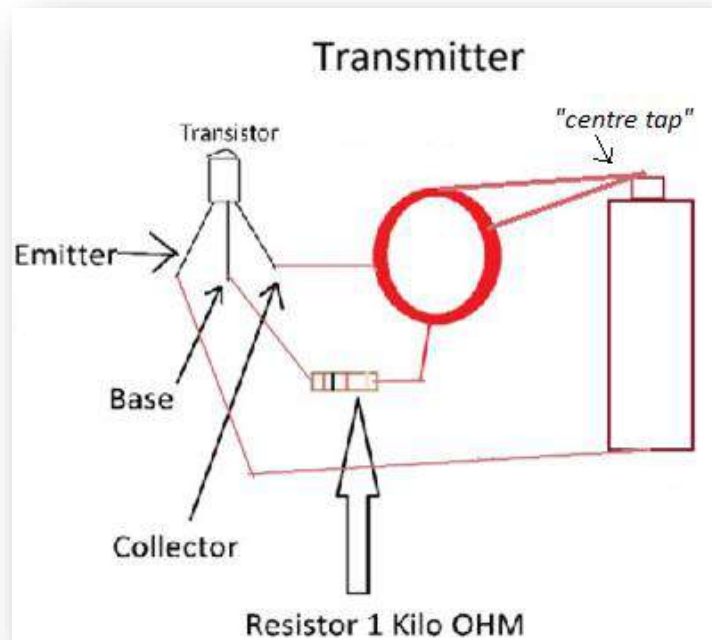 Transmitter
"centre tap"
Transistor
Emitter
Base
Collector
Resistor 1 Kilo OHM